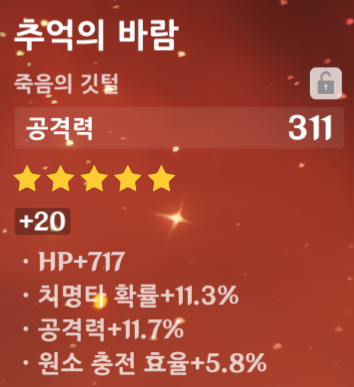 추억의 바람
죽음의 깃털
공격력 311
+20
· HP+717
· 치명타 확률+11.3%
· 공격력+11.7%
· 원소 충전 효율+5.8%